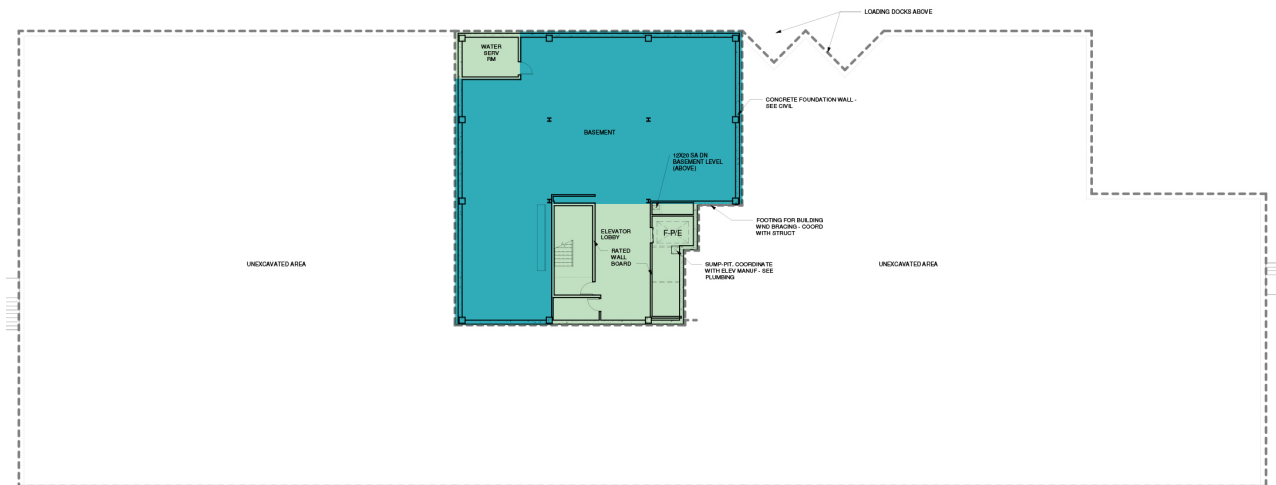 LOADING DOCKS ABOVE
WATER
SERV
RM
CONCRETE FOUNDATION WALL -
SEE CIVIL
BASEMENT
12X20 SA DN
BASEMENT LEVEL
(ABOVE)
FOOTING FOR BUILDING
WIND BRACING - COORD
WITH STRUCT
ELEVATOR
LOBBY
F-P/E
RATED
WALL
BOARD
SUMP-PIT. COORDINATE
WITH ELEV MANUF - SEE
PLUMBING
UNEXCAVATED AREA
UNEXCAVATED AREA